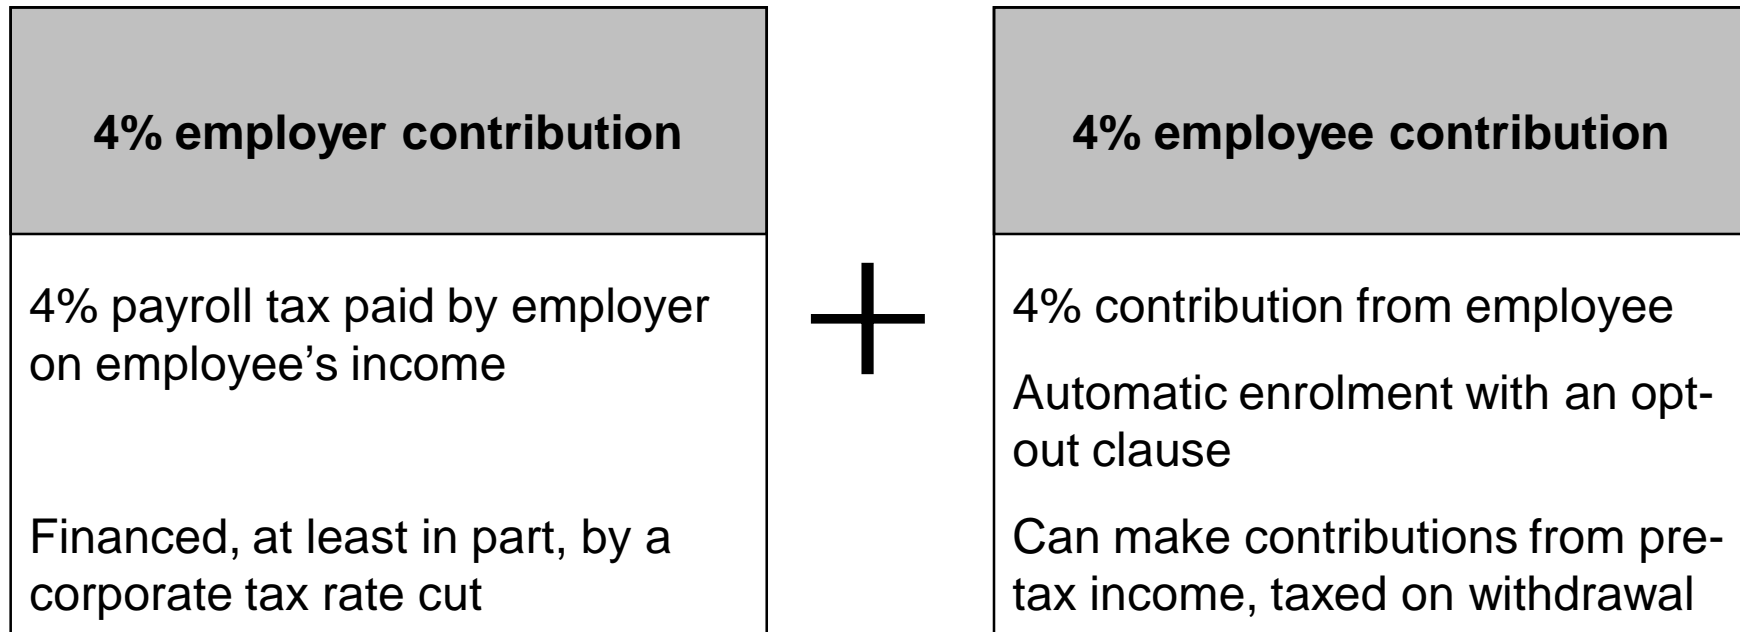 4% employer contribution
4% payroll tax paid by employer
on employee’s income
Financed, at least in part, by a
corporate tax rate cut
+
4% employee contribution
4% contribution from employee
Automatic enrolment with an opt-
out clause
Can make contributions from pre-
tax income, taxed on withdrawal